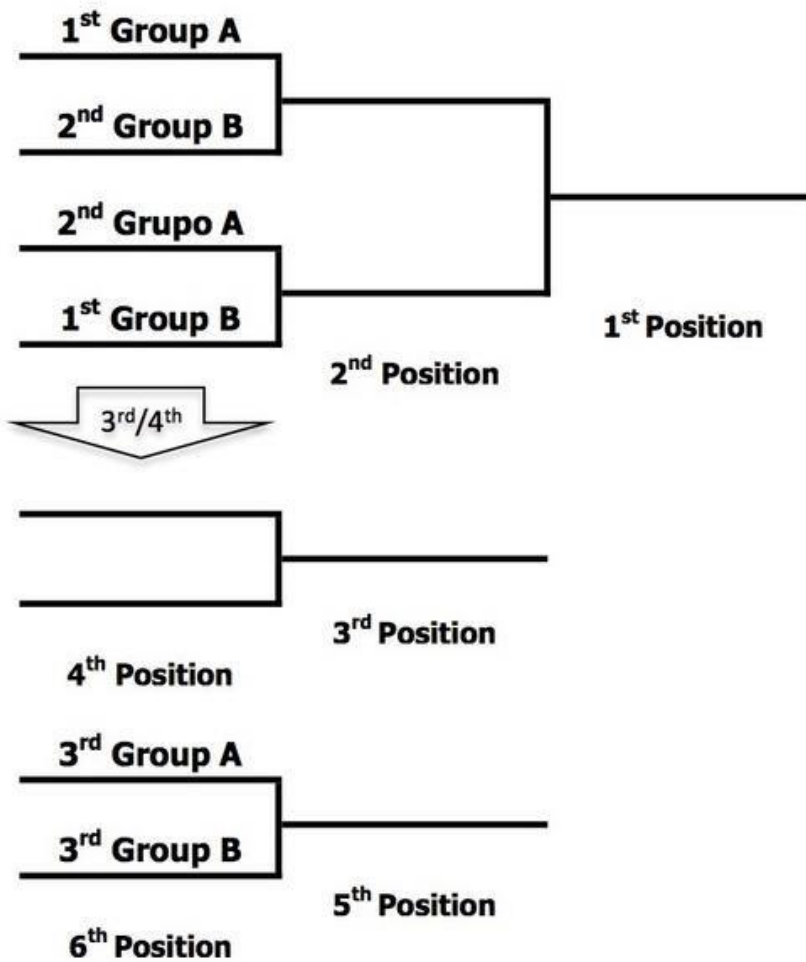 1st Group A
2nd Group B
2nd Grupo A
1st Group B
1st Position
2nd Position
3rd/4th
3rd Position
4th Position
3rd Group A
3rd Group B
5th Position
6th Position